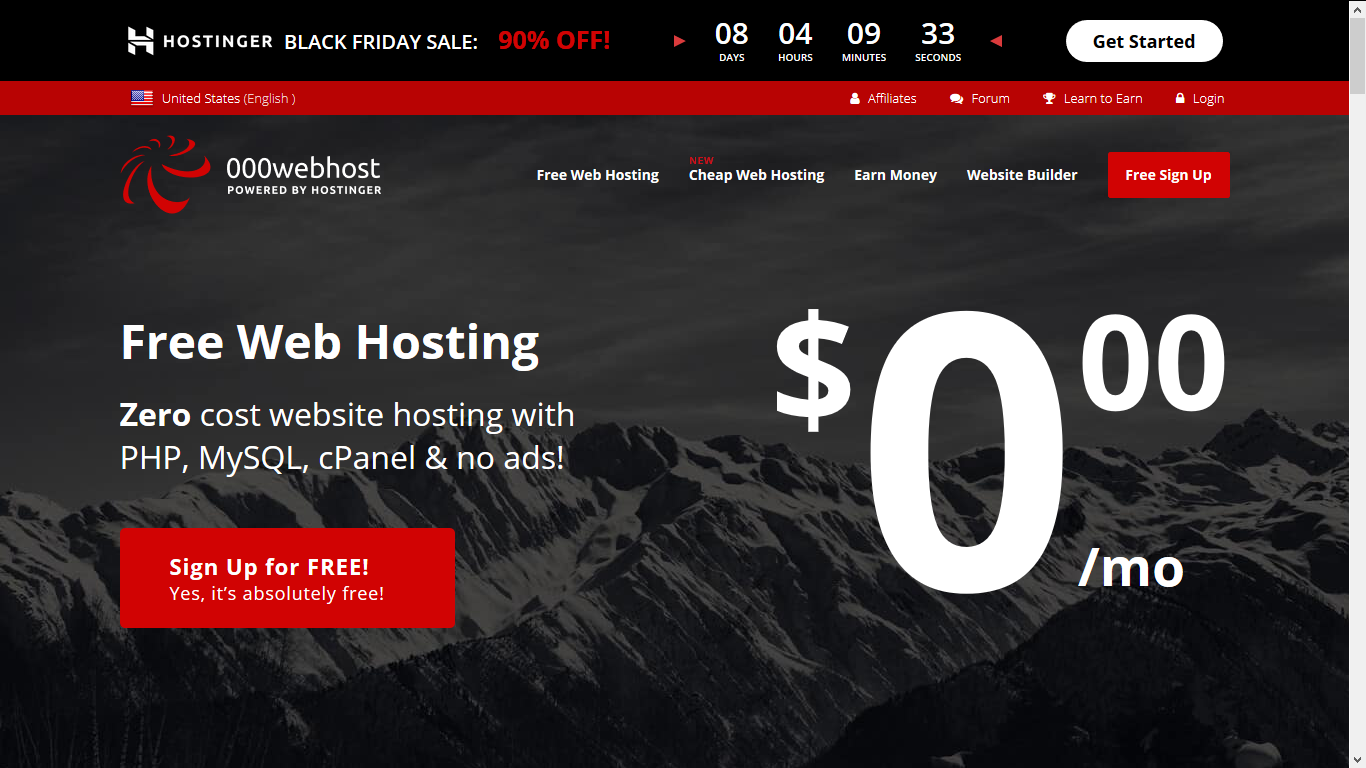 HOSTINGER BLACK FRIDAY SALE: 90% OFF! 08 04 09 33 Get Started
DAYS HOURS MINUTES SECONDS
United States (English ) Affiliates Forum Learn to Earn Login
000webhost
POWERED BY HOSTINGER
NEW
Free Web Hosting Cheap Web Hosting Earn Money Website Builder Free Sign Up
Free Web Hosting
Zero cost website hosting with
PHP, MySQL, cPanel & no ads!
$0 00
/mo
Sign Up for FREE!
Yes, it’s absolutely free!